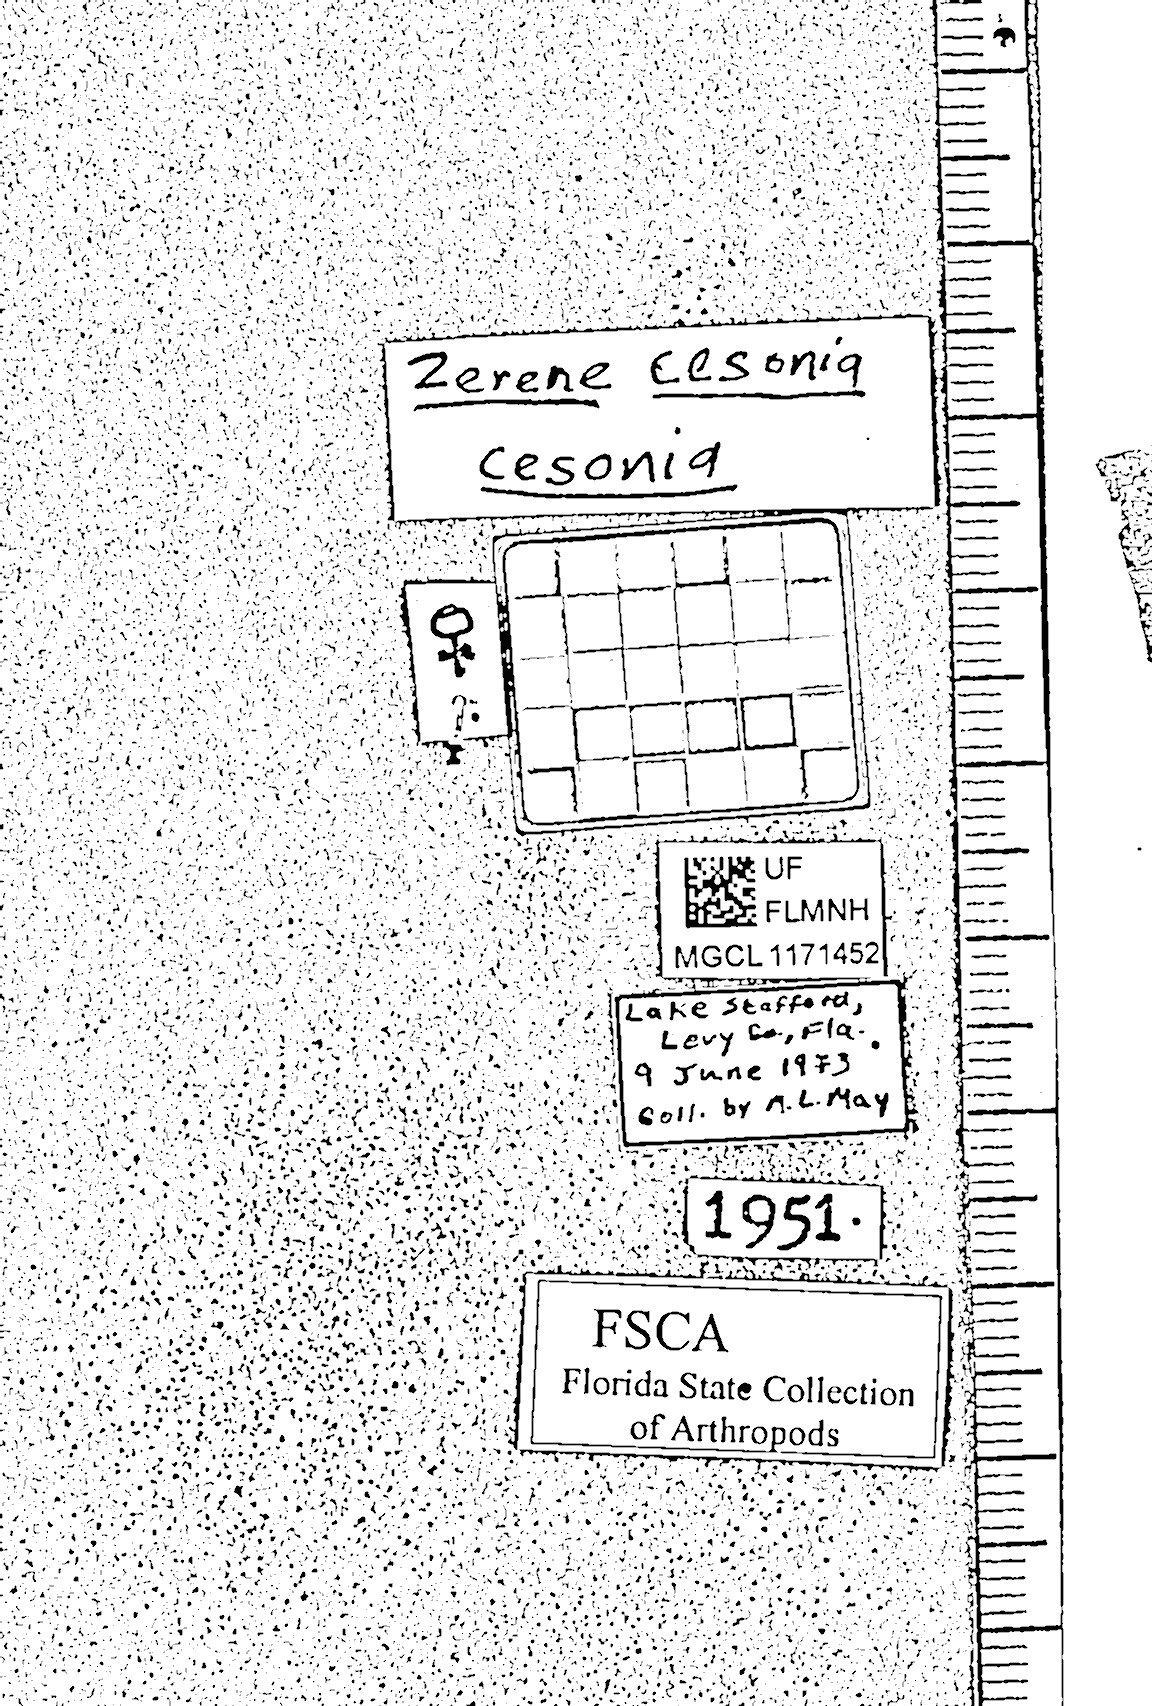 Zerene cesonia
cesonia
♀
?
UF
FLMNH
MGCL 1171452
Lake Stafford,
Levy Co., Fla.
9 June 1973
Coll. by M.L.May
1951.
FSCA
Florida State Collection
of Arthropods